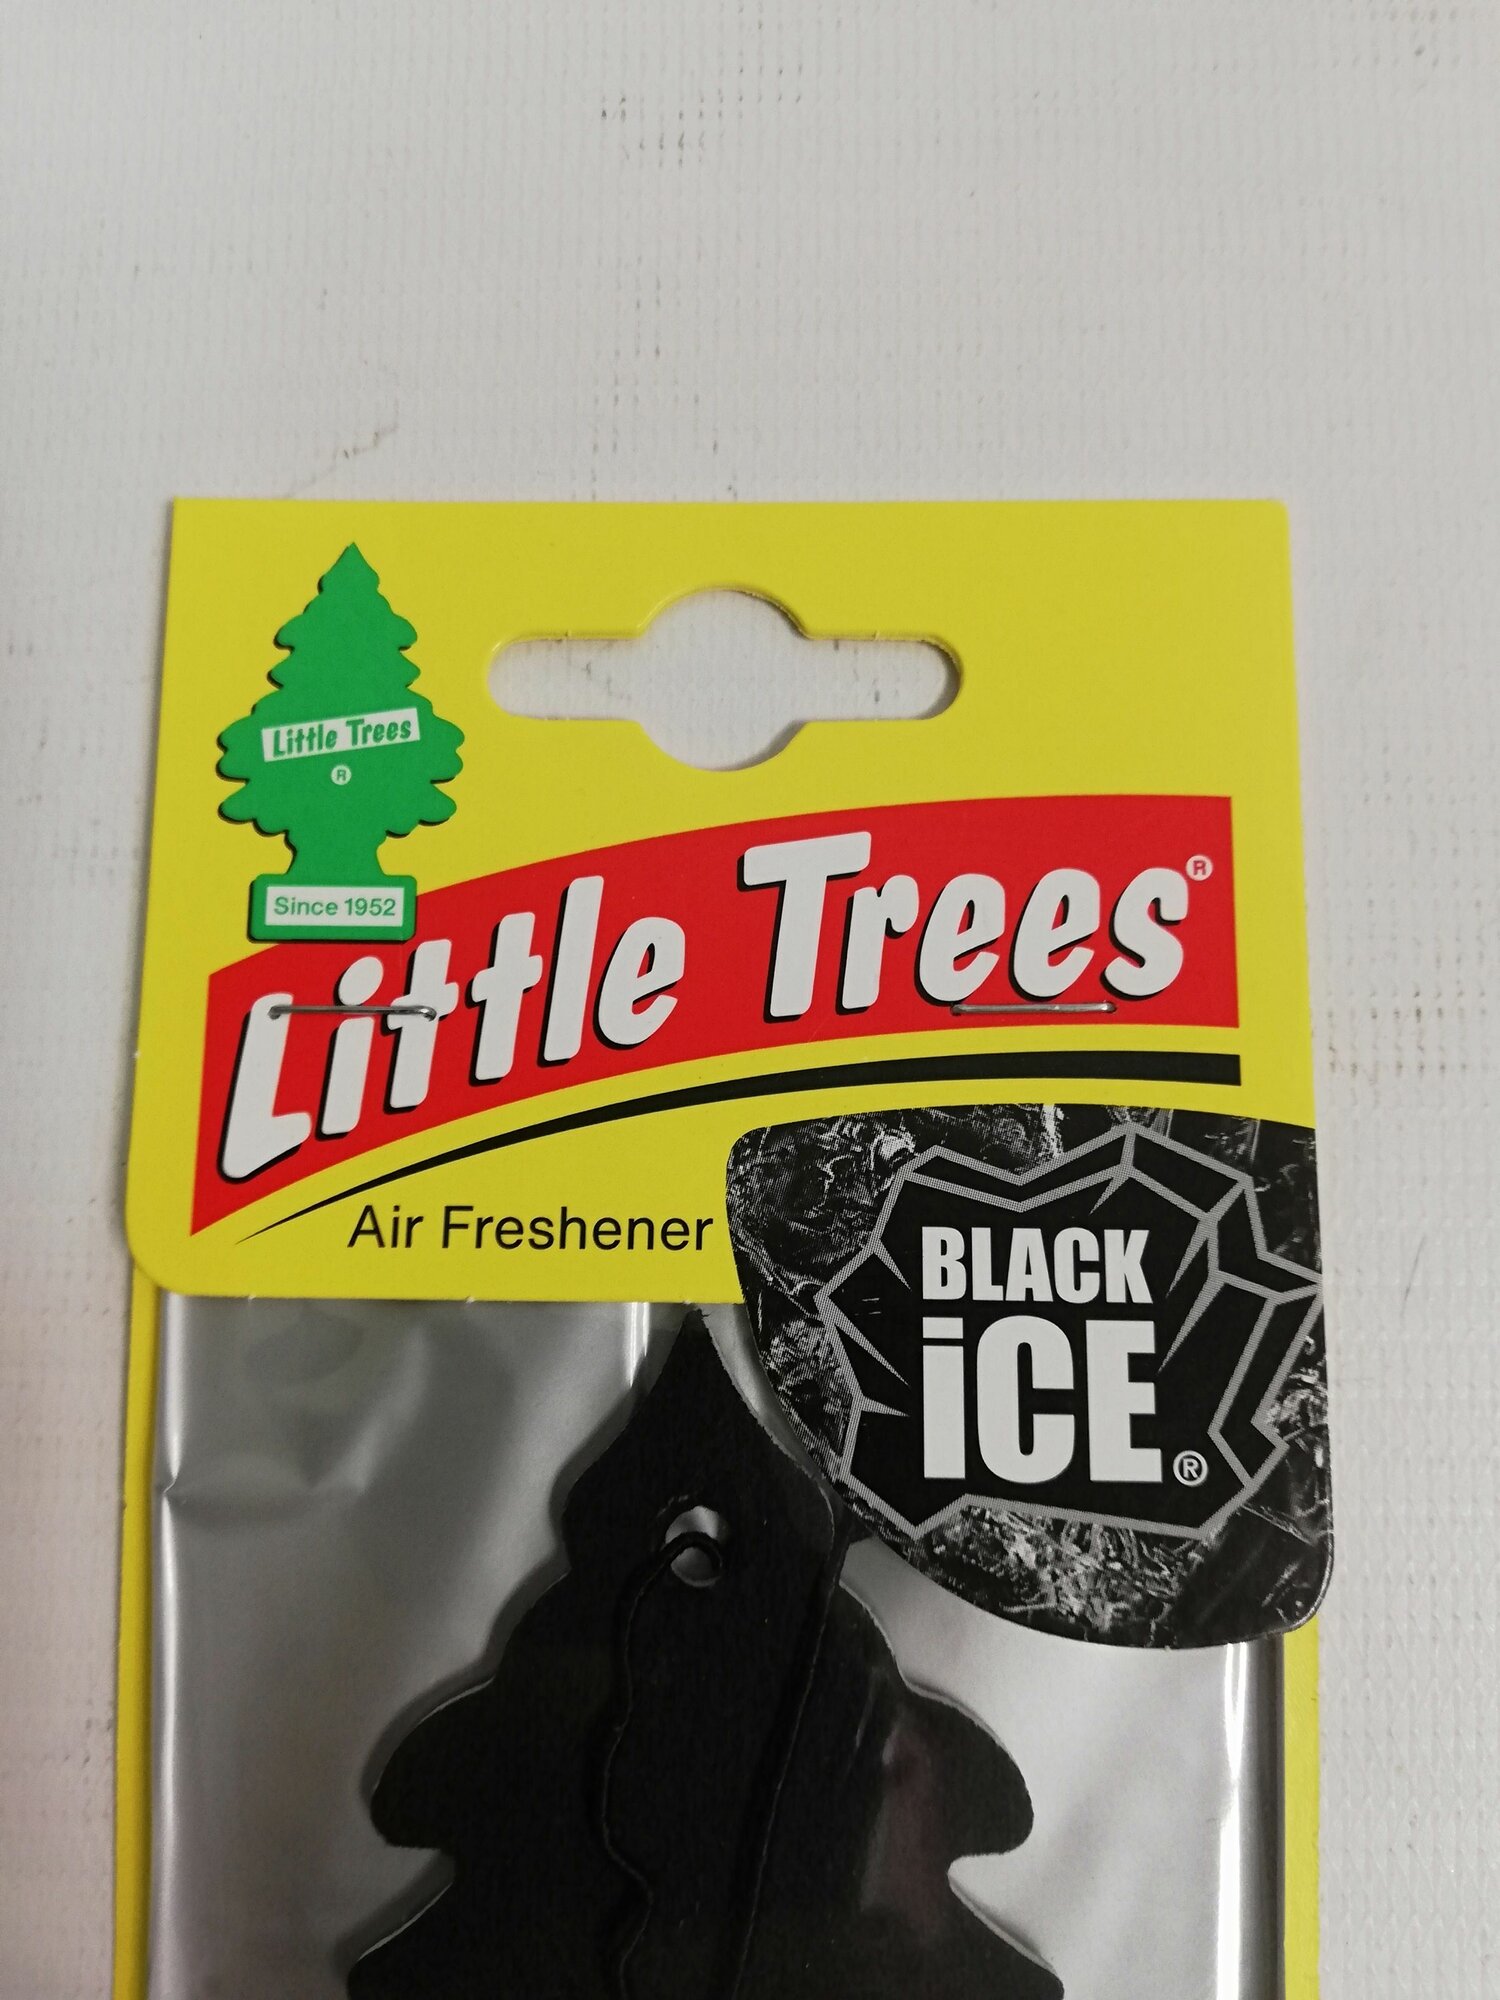 Little Trees
®
Since 1952
Little Trees®
Air Freshener
BLACK
iCE®